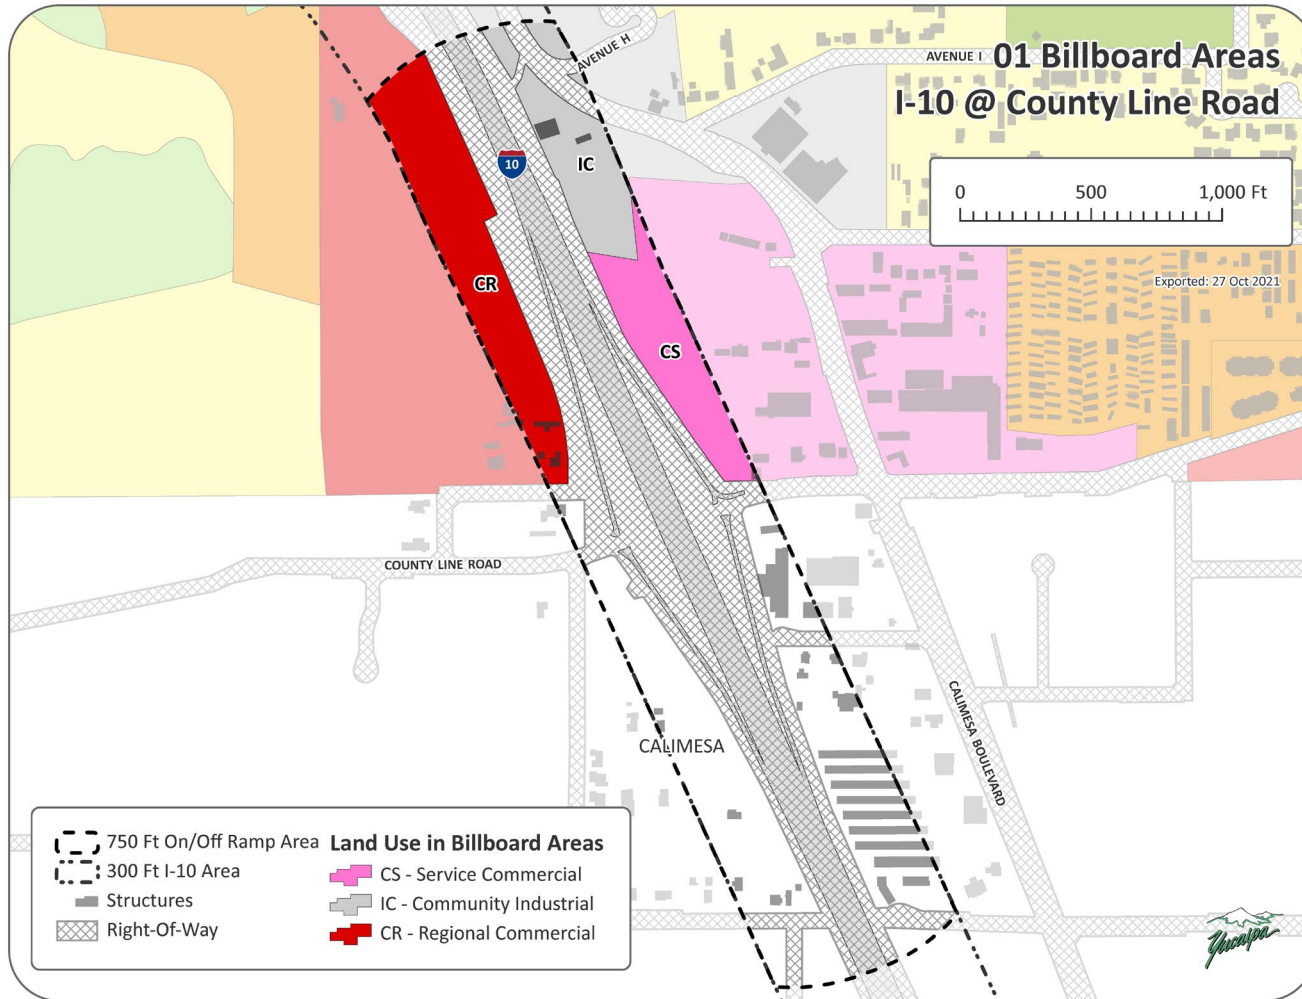 01 Billboard Areas
I-10 @ County Line Road
AVENUE H
AVENUE I
0 500 1,000 Ft
Exported: 27 Oct 2021
10
IC
CR
CS
COUNTY LINE ROAD
CALIMESA
CALIMESA BOULEVARD
750 Ft On/Off Ramp Area
300 Ft I-10 Area
Structures
Right-Of-Way
Land Use in Billboard Areas
CS - Service Commercial
IC - Community Industrial
CR - Regional Commercial
Yucaipa